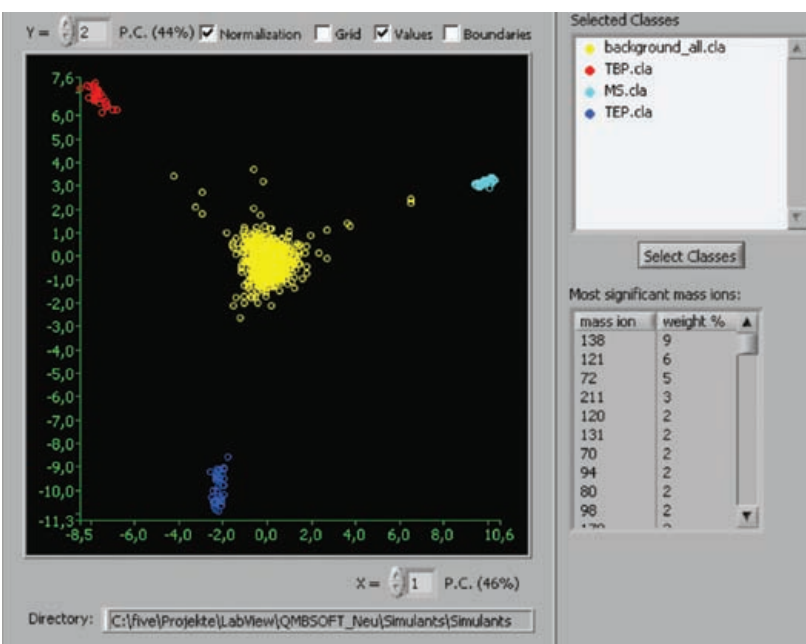 Y = 2 P.C. (44%) Normalization Grid Values Boundaries
7,6
6,0
5,0
4,0
3,0
2,0
1,0
0,0
-1,0
-2,0
-3,0
-4,0
-5,0
-6,0
-7,0
-8,0
-9,0
-10,0
-11,3
-8,5 -6,0 -4,0 -2,0 0,0 2,0 4,0 6,0 8,0 10,6
X = 1 P.C. (46%)
Directory: C:\five\Projekte\LabView\QMBSOFT_Neu\Simulants\Simulants
Selected Classes
background_all.cla
TBP.cla
MS.cla
TEP.cla
Select Classes
Most significant mass ions:
mass ion weight %
138 9
121 6
72 5
211 3
120 2
131 2
70 2
94 2
80 2
98 2